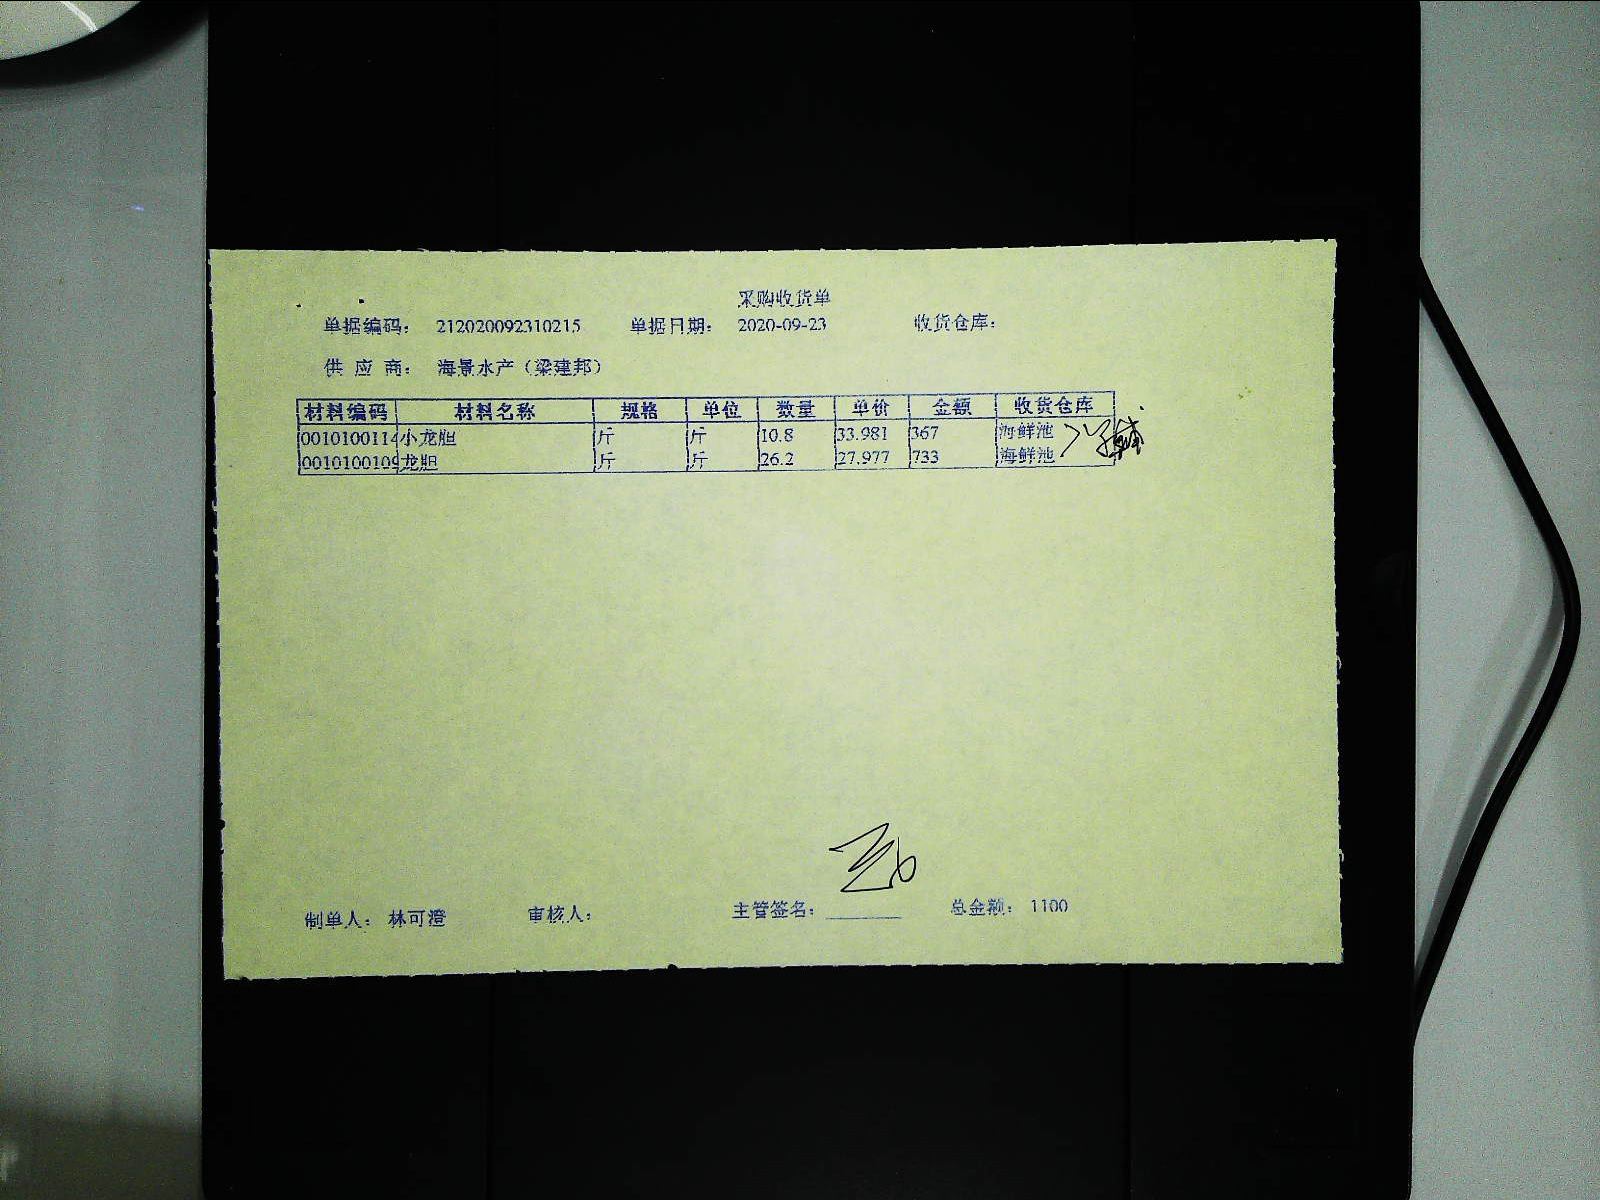 采购收货单
单据编码： 212020092310215 单据日期： 2020-09-23 收货仓库：
供 应 商： 海景水产（梁建邦）
材料编码 材料名称 规格 单位 数量 单价 金额 收货仓库
0010100114 小龙胆 斤 斤 10.8 33.981 367 海鲜池
0010100109 龙胆 斤 斤 26.2 27.977 733 海鲜池
制单人： 林可澄 审核人： 主管签名： 总金额： 1100